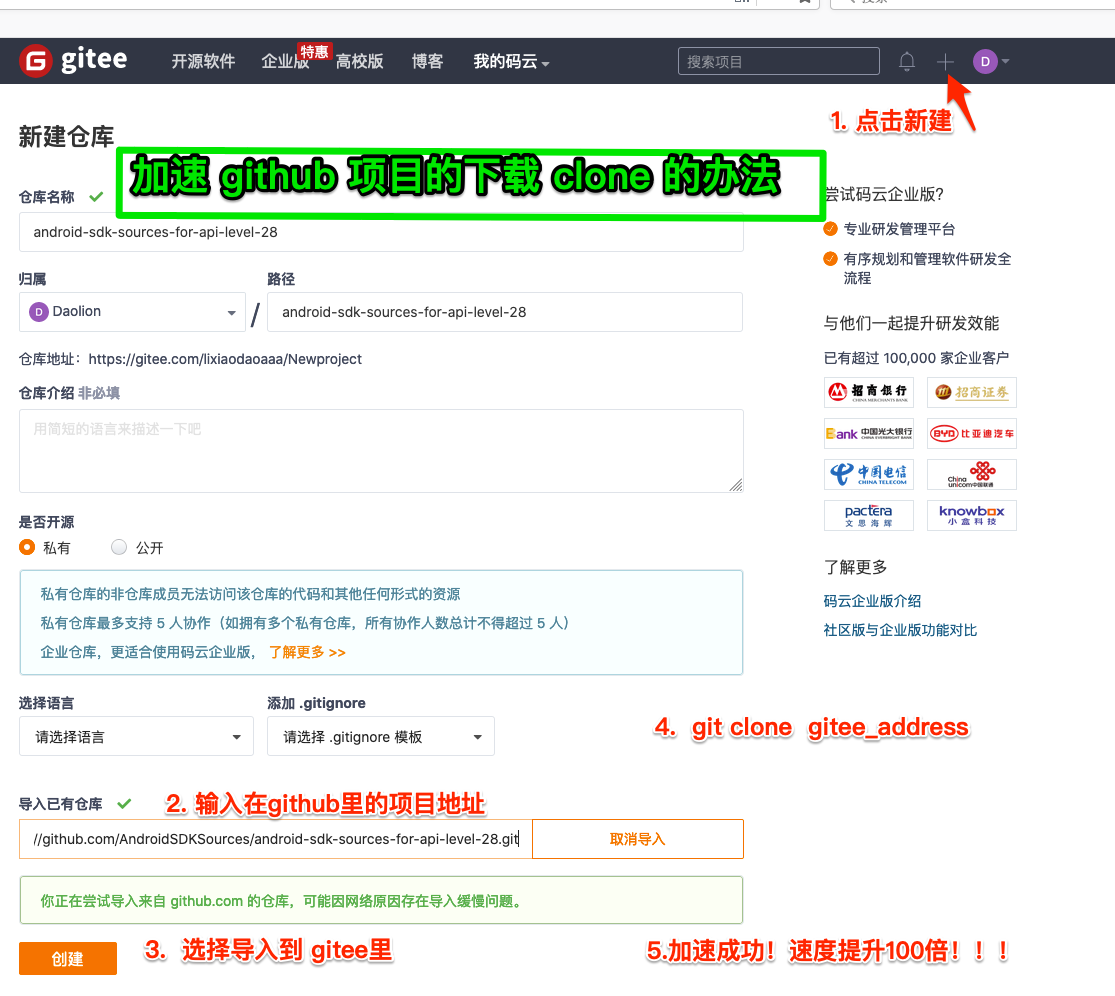 搜索
gitee
开源软件
企业版
特惠
高校版
博客
我的码云
搜索项目
D
1. 点击新建
新建仓库
加速 github 项目的下载 clone 的办法
仓库名称
android-sdk-sources-for-api-level-28
归属
路径
D Daolion
/
android-sdk-sources-for-api-level-28
仓库地址：https://gitee.com/lixiaodaoaaa/Newproject
仓库介绍 非必填
用简短的语言来描述一下吧
是否开源
私有
公开
私有仓库的非仓库成员无法访问该仓库的代码和其他任何形式的资源
私有仓库最多支持 5 人协作（如拥有多个私有仓库，所有协作人数总计不得超过 5 人）
企业仓库，更适合使用码云企业版， 了解更多 >>
选择语言
添加 .gitignore
请选择语言
请选择 .gitignore 模板
4. git clone gitee_address
导入已有仓库
2. 输入在github里的项目地址
//github.com/AndroidSDKSources/android-sdk-sources-for-api-level-28.git
取消导入
你正在尝试导入来自 github.com 的仓库，可能因网络原因存在导入缓慢问题。
创建
3. 选择导入到 gitee里
5.加速成功！速度提升100倍！！！
尝试码云企业版?
专业研发管理平台
有序规划和管理软件研发全
流程
与他们一起提升研发效能
已有超过 100,000 家企业客户
招商银行
CHINA MERCHANTS BANK
招商证券
Bank 中国光大银行
CHINA EVERBRIGHT BANK
BYD 比亚迪汽车
中国电信
CHINA TELECOM
China
unicom中国联通
pactera
文思海辉
knowbox
小盒科技
了解更多
码云企业版介绍
社区版与企业版功能对比